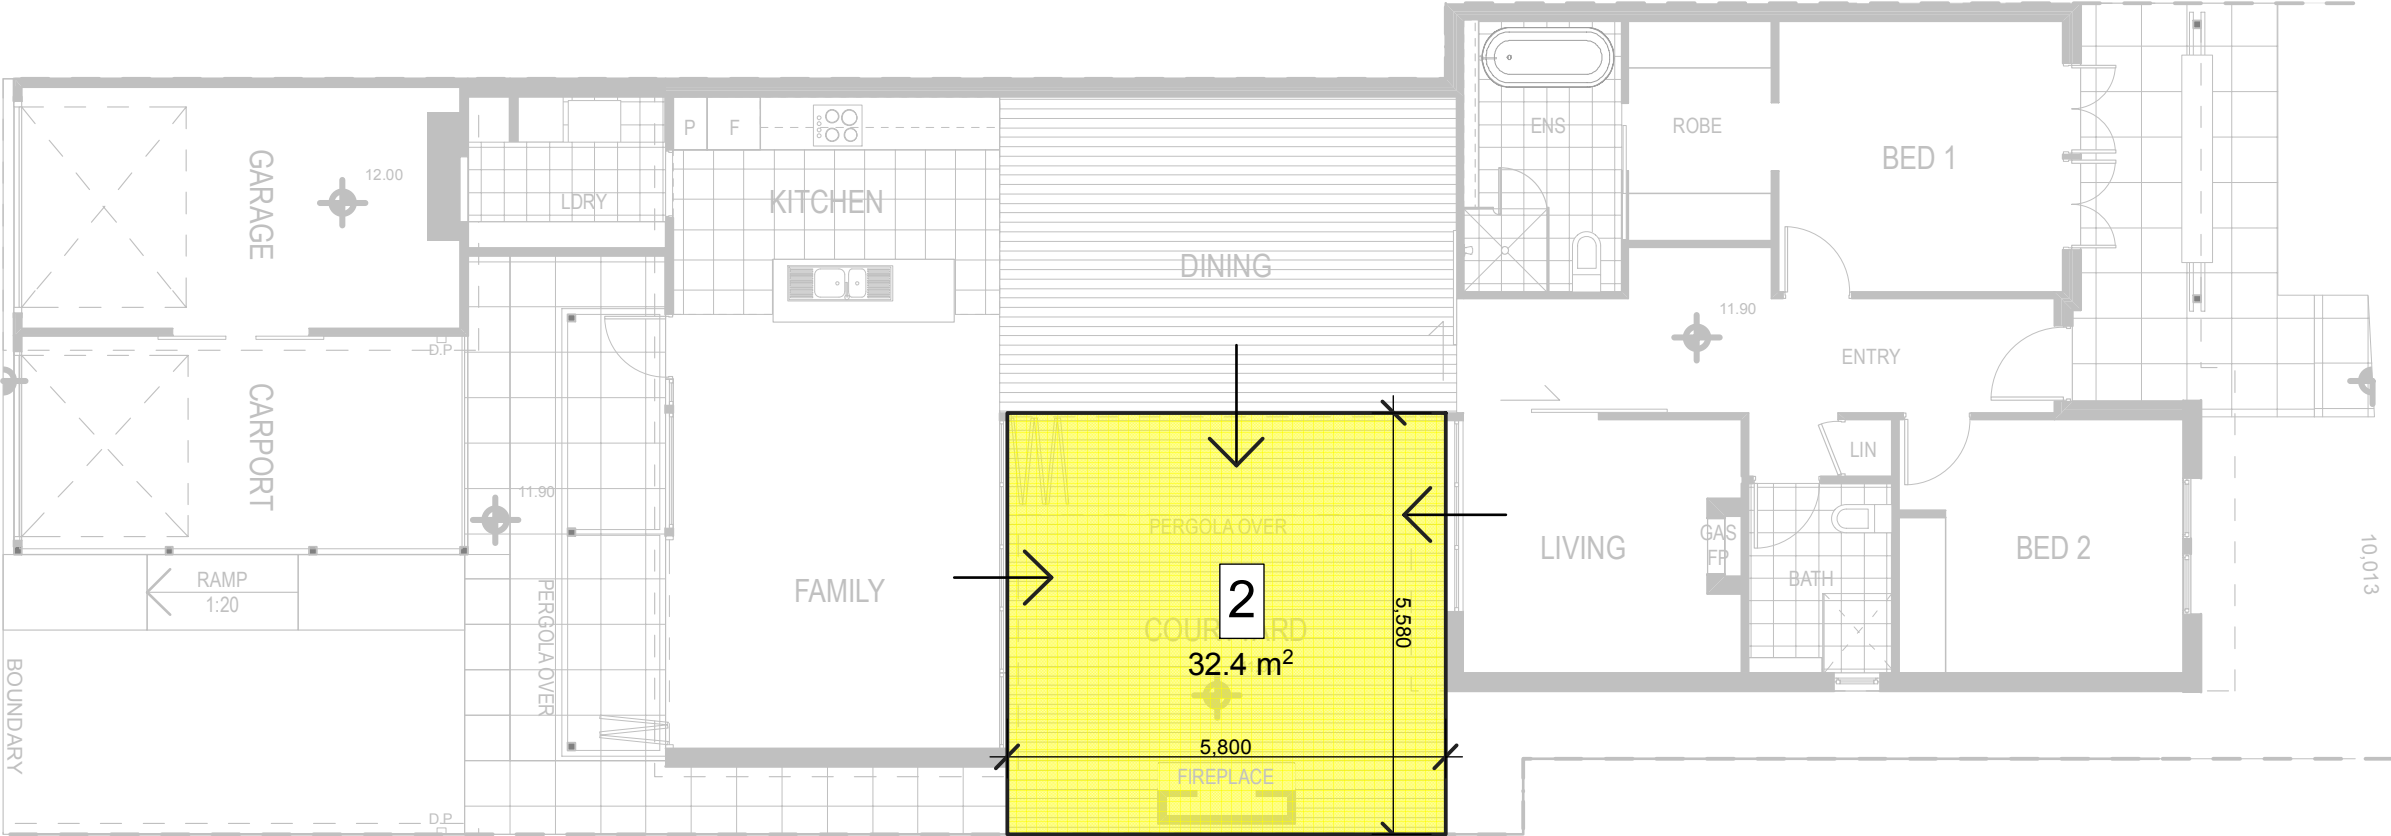 P
F
ENS
ROBE
BED 1
GARAGE
12.00
LDRY
KITCHEN
DINING
11.90
ENTRY
D.P
CARPORT
11.90
LIN
PERGOLA OVER
LIVING
GAS
FP
BED 2
10,013
RAMP
1:20
PERGOLA OVER
FAMILY
2
5,580
BATH
32.4 m²
BOUNDARY
5,800
FIREPLACE
D.P